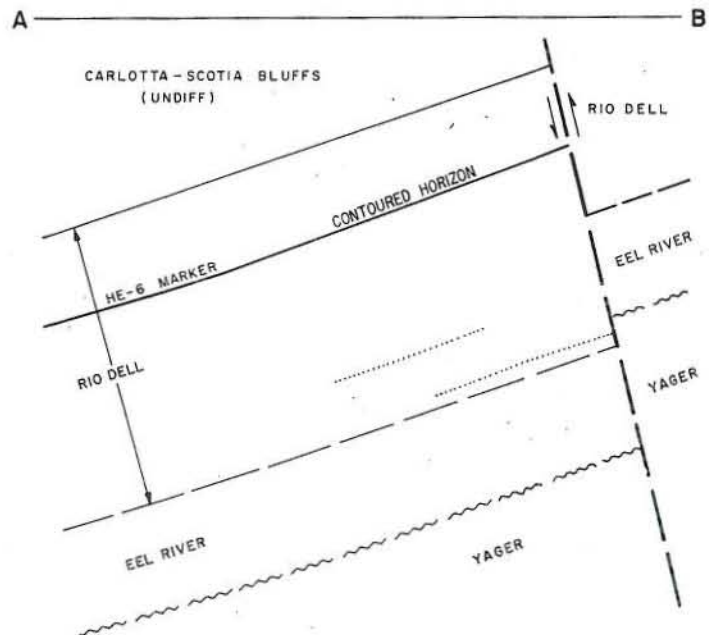 A
B
CARLOTTA-SCOTIA BLUFFS
(UNDIFF)
RIO DELL
CONTOURED HORIZON
HE-6 MARKER
EEL RIVER
RIO DELL
YAGER
EEL RIVER
YAGER